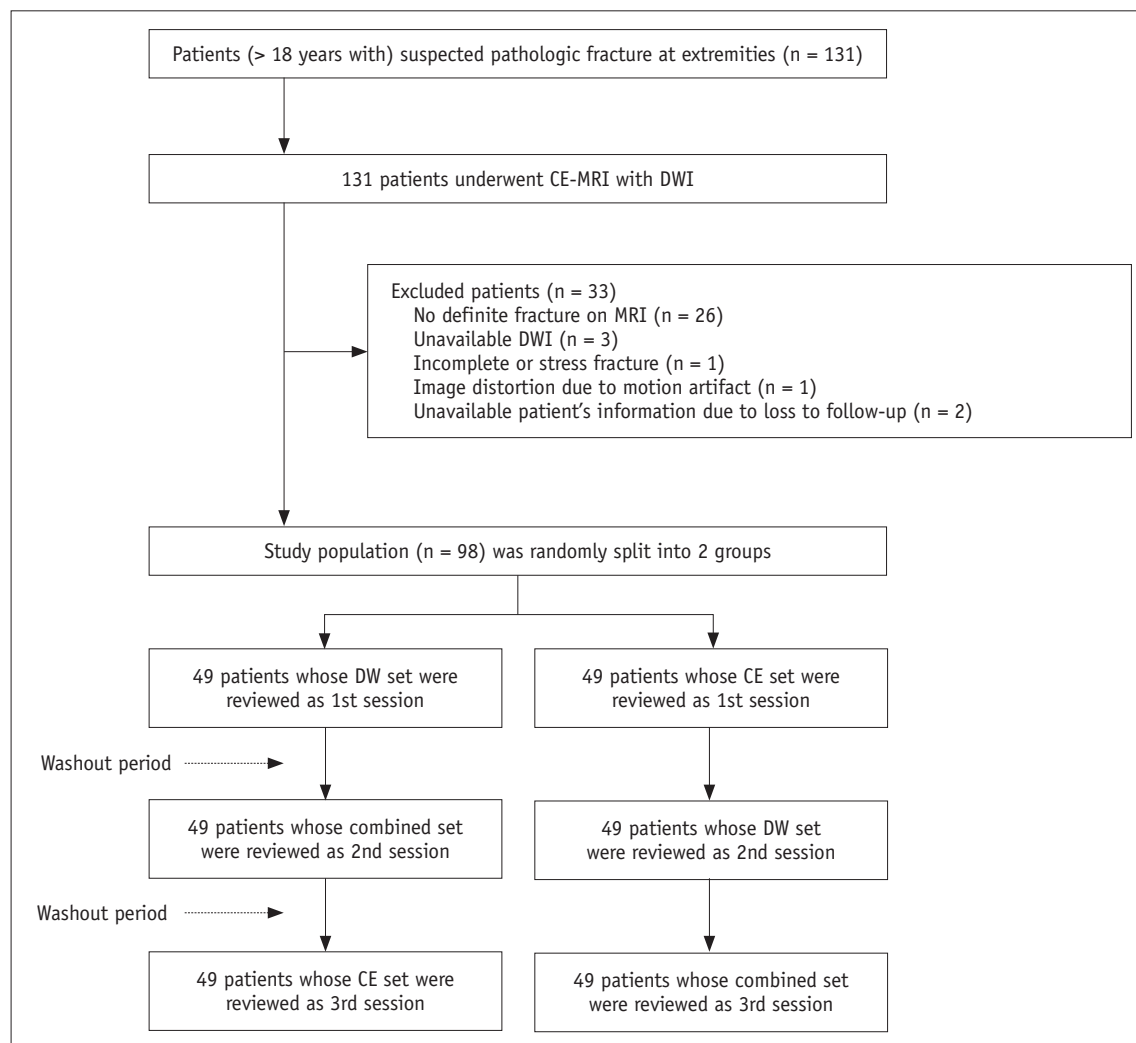 Patients (> 18 years with) suspected pathologic fracture at extremities (n = 131)
131 patients underwent CE-MRI with DWI
Excluded patients (n = 33)
No definite fracture on MRI (n = 26)
Unavailable DWI (n = 3)
Incomplete or stress fracture (n = 1)
Image distortion due to motion artifact (n = 1)
Unavailable patient's information due to loss to follow-up (n = 2)
Study population (n = 98) was randomly split into 2 groups
49 patients whose DW set were
reviewed as 1st session
49 patients whose CE set were
reviewed as 1st session
Washout period
49 patients whose combined set
were reviewed as 2nd session
49 patients whose DW set
were reviewed as 2nd session
Washout period
49 patients whose CE set were
reviewed as 3rd session
49 patients whose combined set
were reviewed as 3rd session